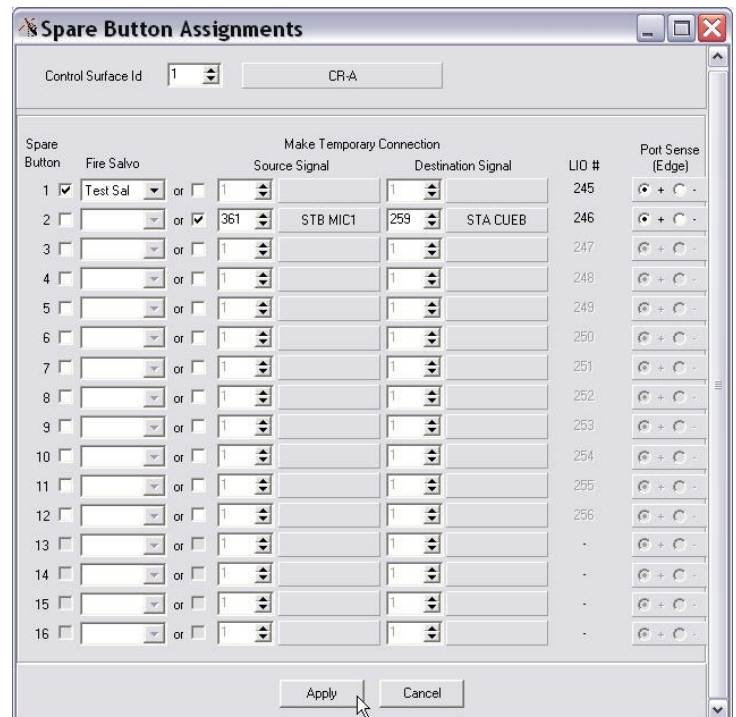 Spare Button Assignments
Control Surface Id 1 CR-A
Make Temporary Connection
Spare Button Fire Salvo Source Signal Destination Signal LIO # Port Sense (Edge)
1 Test Sal or 1 1 245 + -
2 or 361 STB MIC1 259 STA CUEB 246 + -
3 or 1 1 247 + -
4 or 1 1 248 + -
5 or 1 1 249 + -
6 or 1 1 250 + -
7 or 1 1 251 + -
8 or 1 1 252 + -
9 or 1 1 253 + -
10 or 1 1 254 + -
11 or 1 1 255 + -
12 or 1 1 256 + -
13 or 1 1 - + -
14 or 1 1 - + -
15 or 1 1 - + -
16 or 1 1 - + -
Apply Cancel